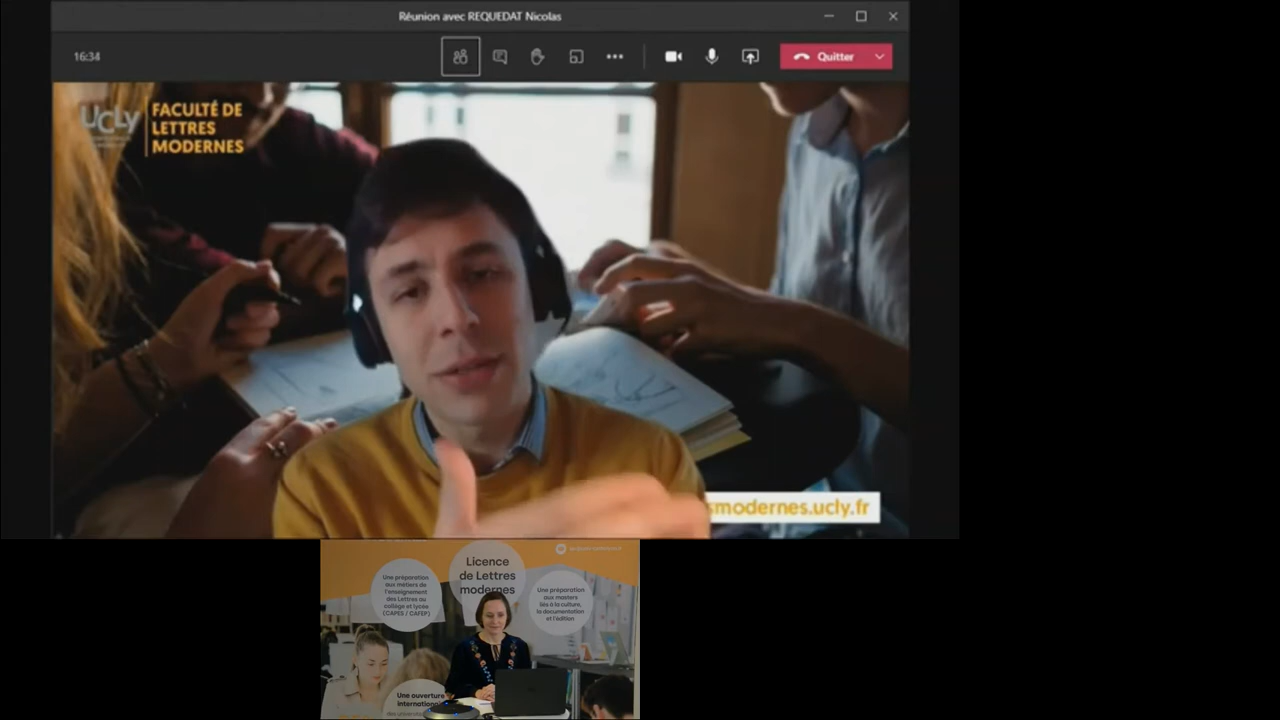 Réunion avec REQUEDAT Nicolas
16:34
Quitter
UCLy
FACULTÉ DE
LETTRES
MODERNES
smodernes.ucly.fr
Licence
de Lettres
modernes
Une préparation
aux métiers de
l'enseignement
des Lettres au
collège et lycée
(CAPES / CAFEP)
Une préparation
aux masters
liés à la culture,
la documentation
et l'édition
Une ouverture
internation